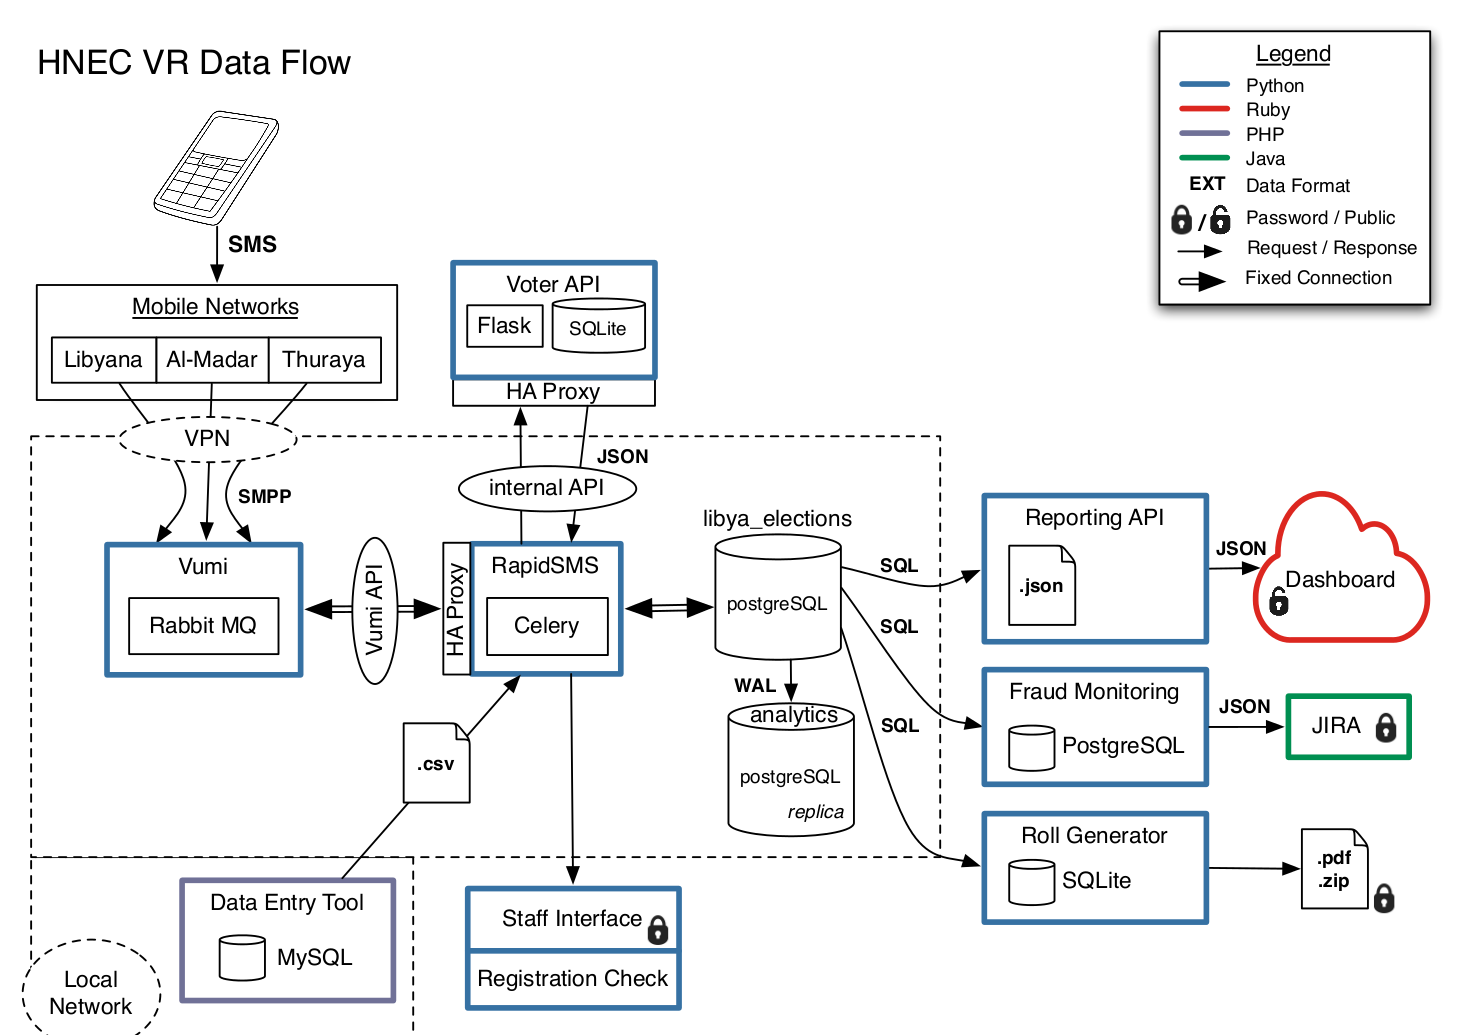 HNEC VR Data Flow
Legend
Python
Ruby
PHP
Java
EXT Data Format
/ Password / Public
Request / Response
Fixed Connection
SMS
Mobile Networks
Libyana
Al-Madar
Thuraya
VPN
SMPP
Voter API
Flask
SQLite
HA Proxy
JSON
internal API
Vumi
Rabbit MQ
Vumi API
HA Proxy
RapidSMS
Celery
libya_elections
postgreSQL
WAL
analytics
postgreSQL
replica
SQL
SQL
SQL
Reporting API
.json
JSON
Dashboard
Fraud Monitoring
PostgreSQL
JSON
JIRA
Roll Generator
SQLite
.pdf
.zip
.csv
Data Entry Tool
MySQL
Local
Network
Staff Interface
Registration Check